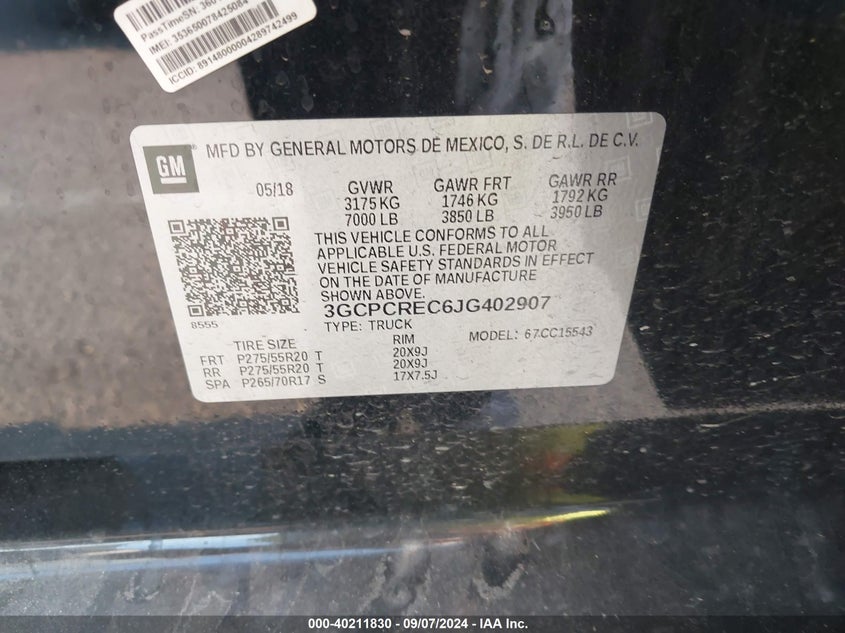 PassTimeSN: 360
IMEI: 353650078425084
ICCID: 89148000004289742499
GM MFD BY GENERAL MOTORS DE MEXICO, S. DE R.L. DE C.V.
05/18 GVWR GAWR FRT GAWR RR
3175 KG 1746 KG 1792 KG
7000 LB 3850 LB 3950 LB
THIS VEHICLE CONFORMS TO ALL
APPLICABLE U.S. FEDERAL MOTOR
VEHICLE SAFETY STANDARDS IN EFFECT
ON THE DATE OF MANUFACTURE
SHOWN ABOVE.
8555 3GCPCREC6JG402907
TYPE: TRUCK MODEL: 67.CC15543
TIRE SIZE RIM
FRT P275/55R20 T 20X9J
RR P275/55R20 T 20X9J
SPA P265/70R17 S 17X7.5J
000-40211830 - 09/07/2024 - IAA Inc.